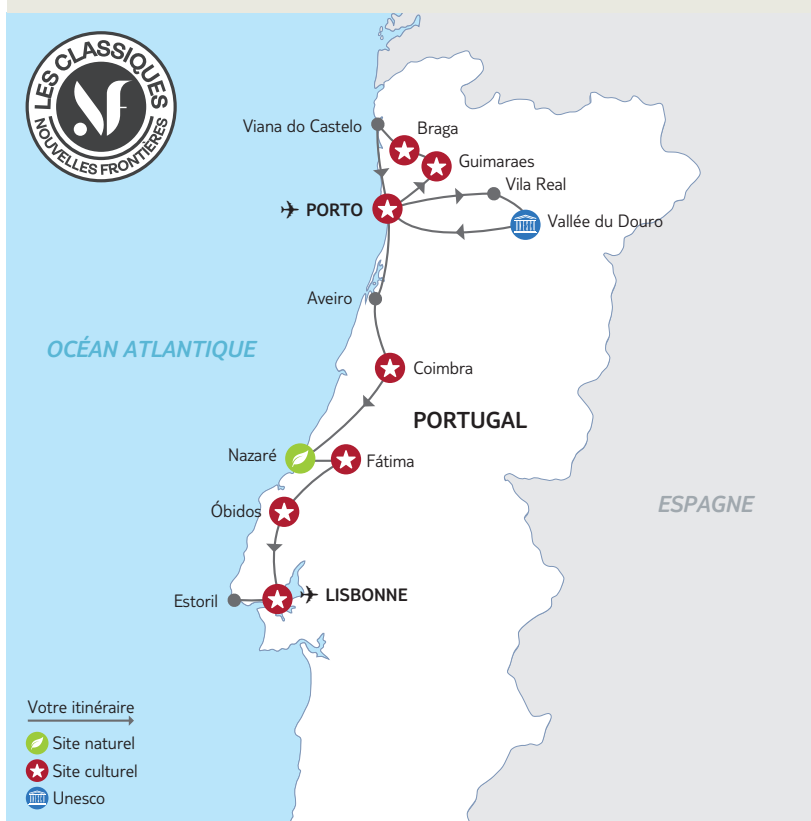 LES CLASSIQUES
NF
NOUVELLES FRONTIÈRES
Viana do Castelo
Braga
Guimaraes
Vila Real
PORTO
Vallée du Douro
Aveiro
OCÉAN ATLANTIQUE
Coimbra
PORTUGAL
Nazaré
Fátima
ESPAGNE
Óbidos
Estoril
LISBONNE
Votre itinéraire
Site naturel
Site culturel
Unesco